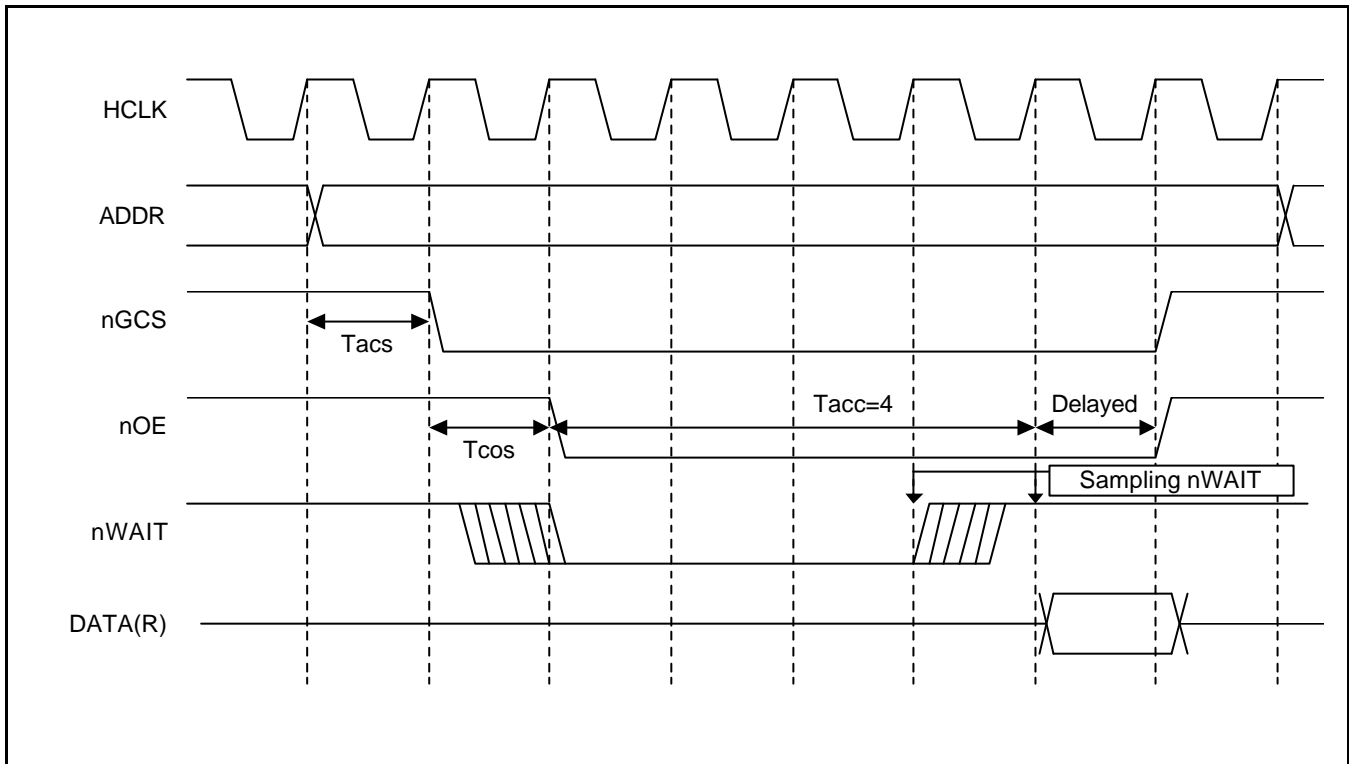 HCLK
ADDR
nGCS
Tacs
nOE
Tacc=4
Delayed
Tcos
Sampling nWAIT
nWAIT
DATA(R)